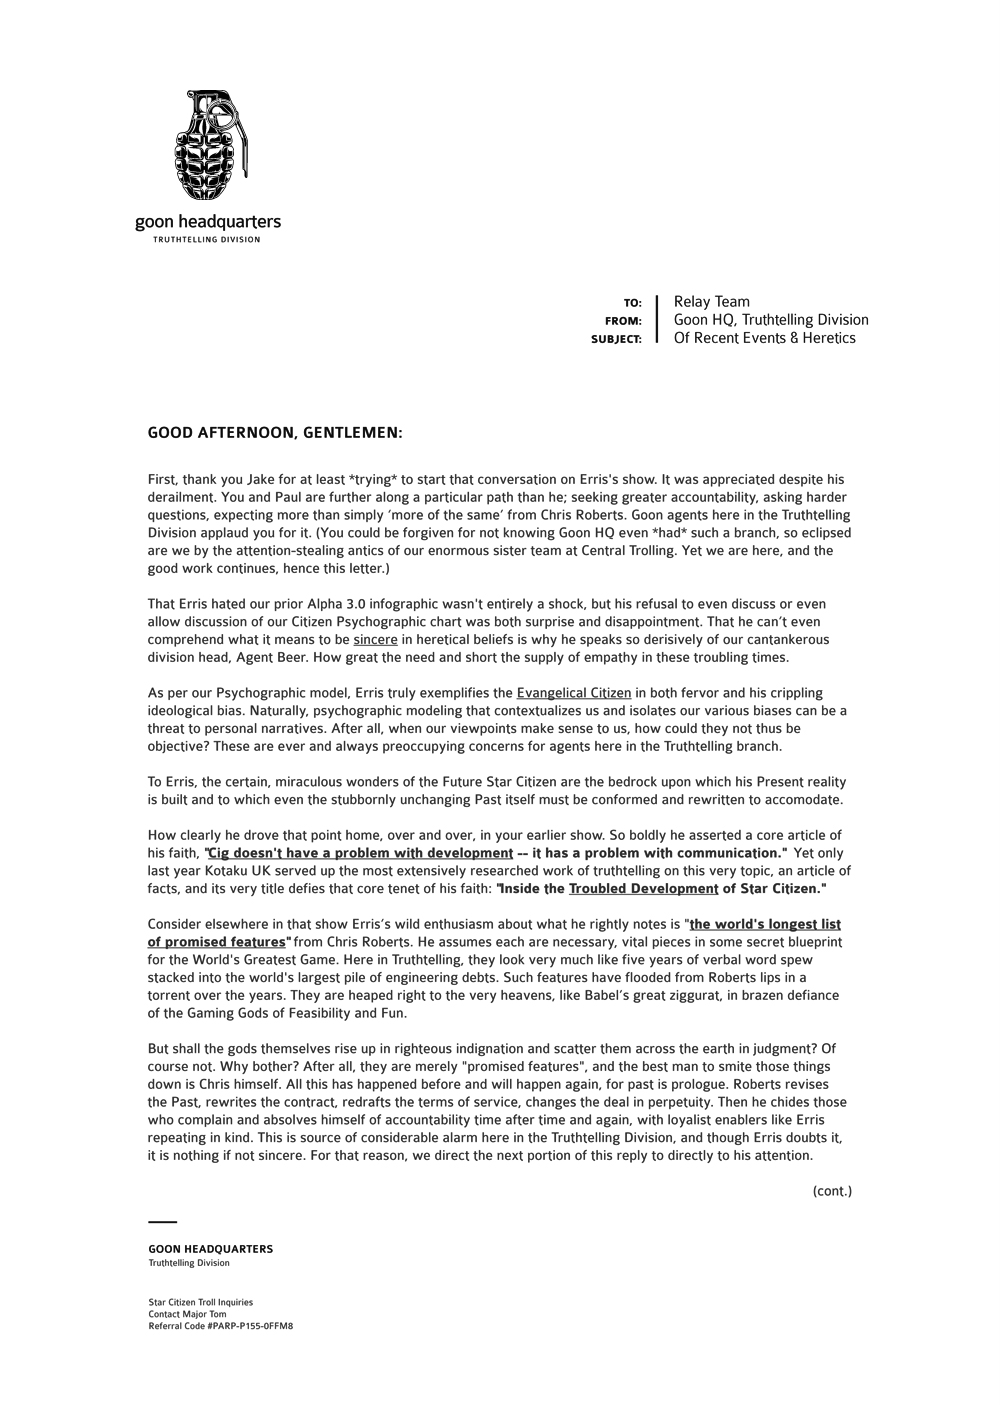 goon headquarters
TRUTHTELLING DIVISION
TO: Relay Team
FROM: Goon HQ, Truthtelling Division
SUBJECT: Of Recent Events & Heretics
GOOD AFTERNOON, GENTLEMEN:
First, thank you Jake for at least *trying* to start that conversation on Erris's show. It was appreciated despite his
derailment. You and Paul are further along a particular path than he; seeking greater accountability, asking harder
questions, expecting more than simply ‘more of the same’ from Chris Roberts. Goon agents here in the Truthtelling
Division applaud you for it. (You could be forgiven for not knowing Goon HQ even *had* such a branch, so eclipsed
are we by the attention-stealing antics of our enormous sister team at Central Trolling. Yet we are here, and the
good work continues, hence this letter.)
That Erris hated our prior Alpha 3.0 infographic wasn't entirely a shock, but his refusal to even discuss or even
allow discussion of our Citizen Psychographic chart was both surprise and disappointment. That he can’t even
comprehend what it means to be sincere in heretical beliefs is why he speaks so derisively of our cantankerous
division head, Agent Beer. How great the need and short the supply of empathy in these troubling times.
As per our Psychographic model, Erris truly exemplifies the Evangelical Citizen in both fervor and his crippling
ideological bias. Naturally, psychographic modeling that contextualizes us and isolates our various biases can be a
threat to personal narratives. After all, when our viewpoints make sense to us, how could they not thus be
objective? These are ever and always preoccupying concerns for agents here in the Truthtelling branch.
To Erris, the certain, miraculous wonders of the Future Star Citizen are the bedrock upon which his Present reality
is built and to which even the stubbornly unchanging Past itself must be conformed and rewritten to accomodate.
How clearly he drove that point home, over and over, in your earlier show. So boldly he asserted a core article of
his faith, "Cig doesn't have a problem with development -- it has a problem with communication." Yet only
last year Kotaku UK served up the most extensively researched work of truthtelling on this very topic, an article of
facts, and its very title defies that core tenet of his faith: "Inside the Troubled Development of Star Citizen."
Consider elsewhere in that show Erris’s wild enthusiasm about what he rightly notes is "the world's longest list
of promised features" from Chris Roberts. He assumes each are necessary, vital pieces in some secret blueprint
for the World's Greatest Game. Here in Truthtelling, they look very much like five years of verbal word spew
stacked into the world's largest pile of engineering debts. Such features have flooded from Roberts lips in a
torrent over the years. They are heaped right to the very heavens, like Babel’s great ziggurat, in brazen defiance
of the Gaming Gods of Feasibility and Fun.
But shall the gods themselves rise up in righteous indignation and scatter them across the earth in judgment? Of
course not. Why bother? After all, they are merely "promised features", and the best man to smite those things
down is Chris himself. All this has happened before and will happen again, for past is prologue. Roberts revises
the Past, rewrites the contract, redrafts the terms of service, changes the deal in perpetuity. Then he chides those
who complain and absolves himself of accountability time after time and again, with loyalist enablers like Erris
repeating in kind. This is source of considerable alarm here in the Truthtelling Division, and though Erris doubts it,
it is nothing if not sincere. For that reason, we direct the next portion of this reply to directly to his attention.
(cont.)
GOON HEADQUARTERS
Truthtelling Division
Star Citizen Troll Inquiries
Contact Major Tom
Referral Code #PARP-P155-0FFM8